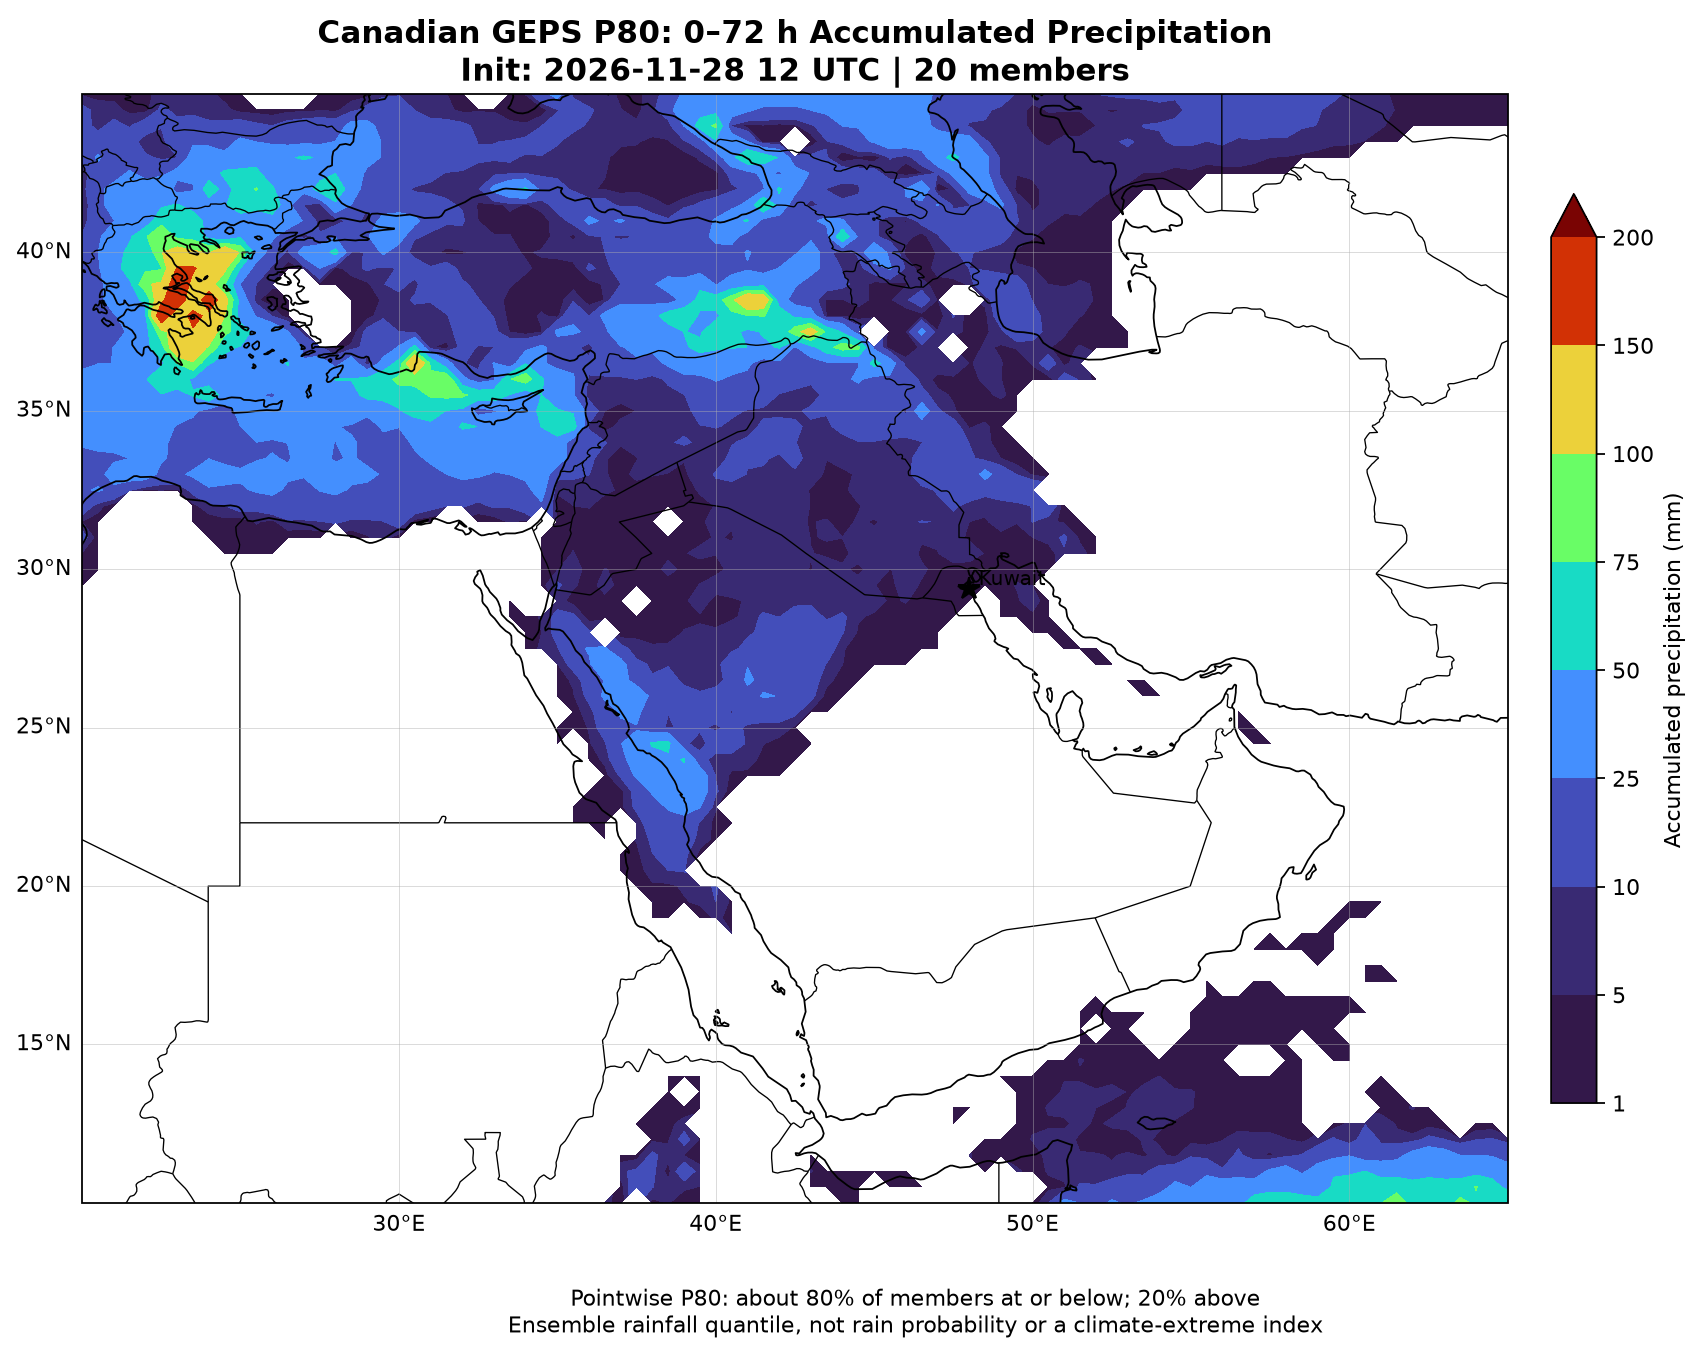 Canadian GEPS P80: 0–72 h Accumulated Precipitation
Init: 2026-11-28 12 UTC | 20 members
40°N
35°N
30°N
25°N
20°N
15°N
30°E
40°E
50°E
60°E
Kuwait
200
150
100
75
50
25
10
5
1
Accumulated precipitation (mm)
Pointwise P80: about 80% of members at or below; 20% above
Ensemble rainfall quantile, not rain probability or a climate-extreme index